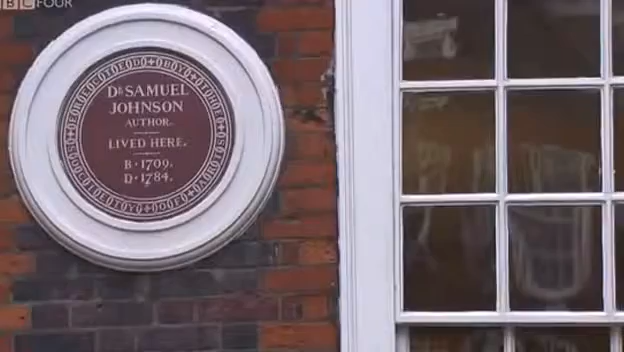 BBC FOUR
DR SAMUEL
JOHNSON
AUTHOR.
LIVED HERE.
B·1709.
D·1784.